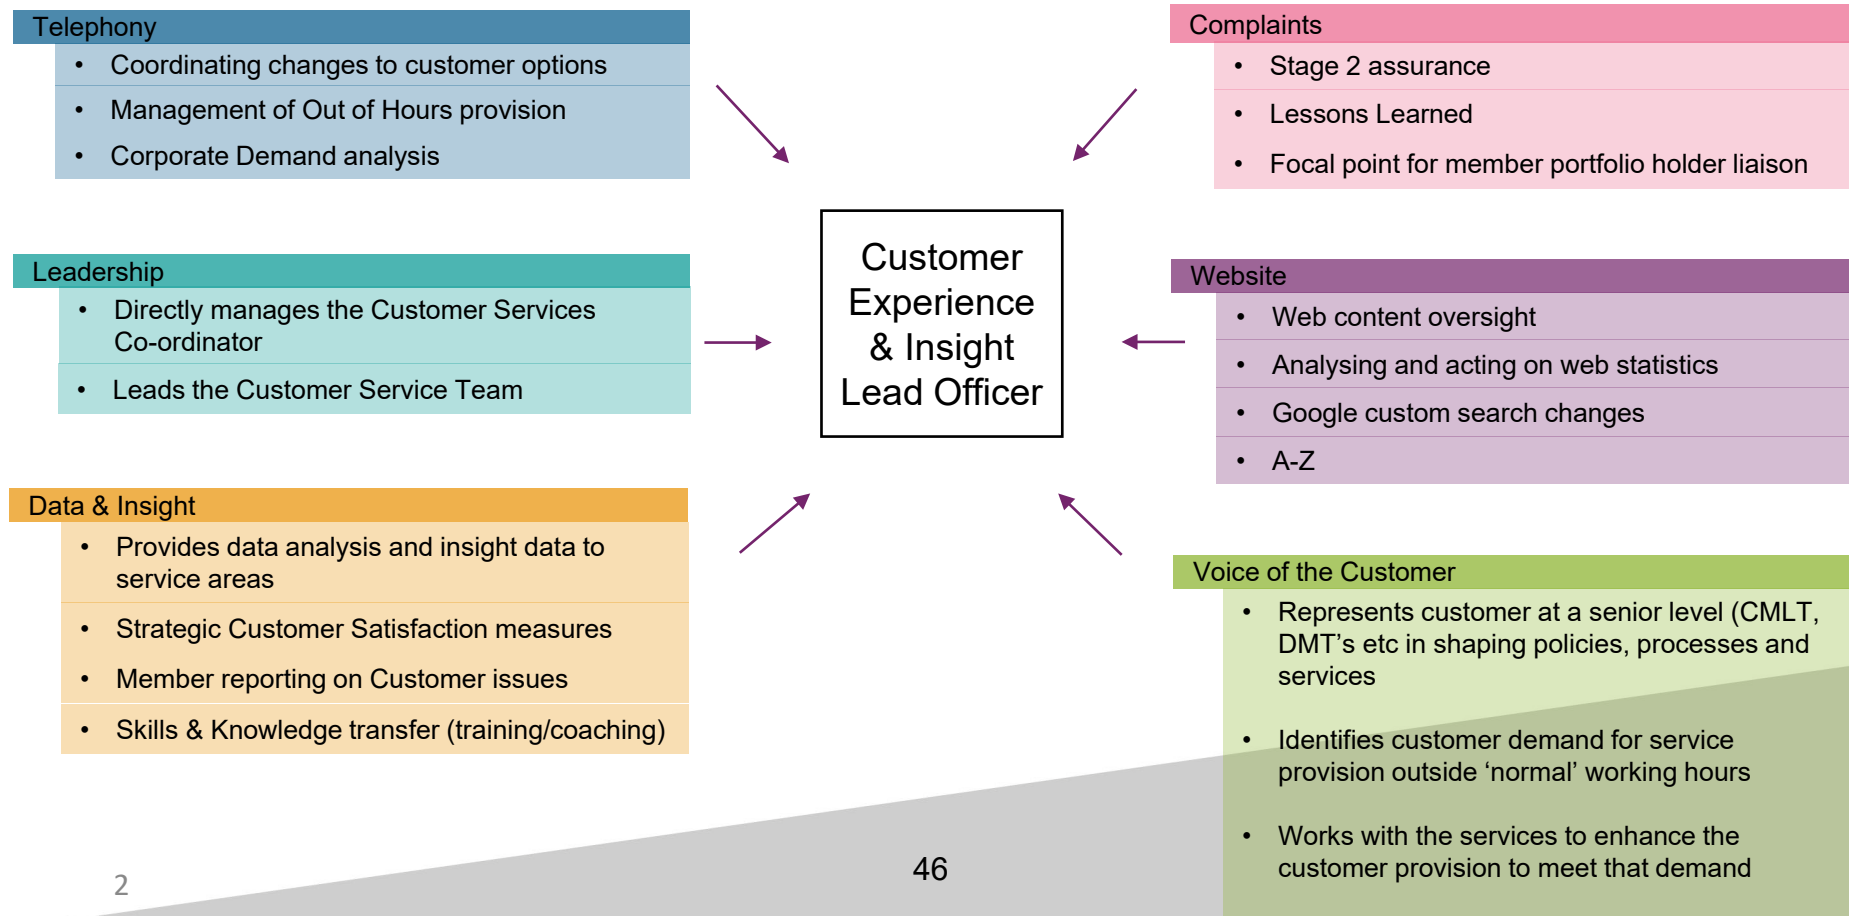 Telephony
• Coordinating changes to customer options
• Management of Out of Hours provision
• Corporate Demand analysis
Leadership
• Directly manages the Customer Services
Co-ordinator
• Leads the Customer Service Team
Data & Insight
• Provides data analysis and insight data to
service areas
• Strategic Customer Satisfaction measures
• Member reporting on Customer issues
• Skills & Knowledge transfer (training/coaching)
Customer
Experience
& Insight
Lead Officer
Complaints
• Stage 2 assurance
• Lessons Learned
• Focal point for member portfolio holder liaison
Website
• Web content oversight
• Analysing and acting on web statistics
• Google custom search changes
• A-Z
Voice of the Customer
• Represents customer at a senior level (CMLT,
DMT’s etc in shaping policies, processes and
services
• Identifies customer demand for service
provision outside ‘normal’ working hours
• Works with the services to enhance the
customer provision to meet that demand
2
46